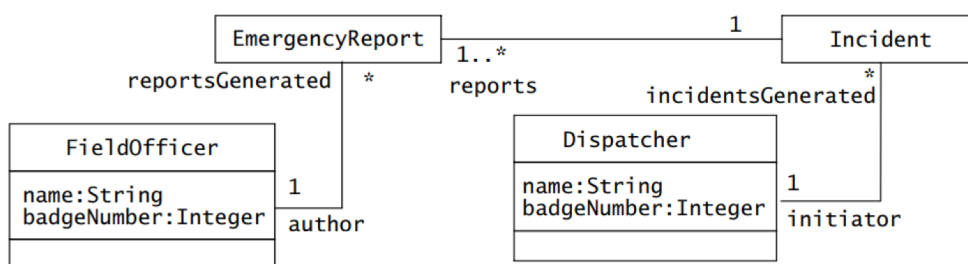 EmergencyReport
1
Incident
1..*
reportsGenerated
*
reports
*
incidentsGenerated
FieldOfficer
name:String
badgeNumber:Integer
1
author
Dispatcher
name:String
badgeNumber:Integer
1
initiator